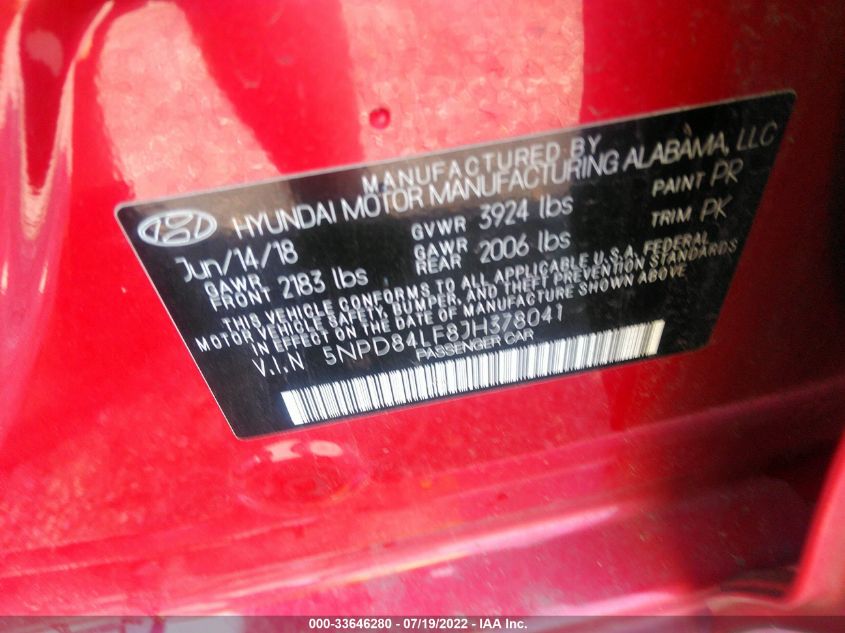 MANUFACTURED BY
HYUNDAI MOTOR MANUFACTURING ALABAMA, LLC
Jun/14/18 GVWR 3924 lbs PAINT PR
GAWR FRONT 2183 lbs GAWR REAR 2006 lbs TRIM PK
THIS VEHICLE CONFORMS TO ALL APPLICABLE U.S.A. FEDERAL
MOTOR VEHICLE SAFETY, BUMPER, AND THEFT PREVENTION STANDARDS
IN EFFECT ON THE DATE OF MANUFACTURE SHOWN ABOVE
V.I.N 5NPD84LF8JH378041
PASSENGER CAR
000-33646280 - 07/19/2022 - IAA Inc.